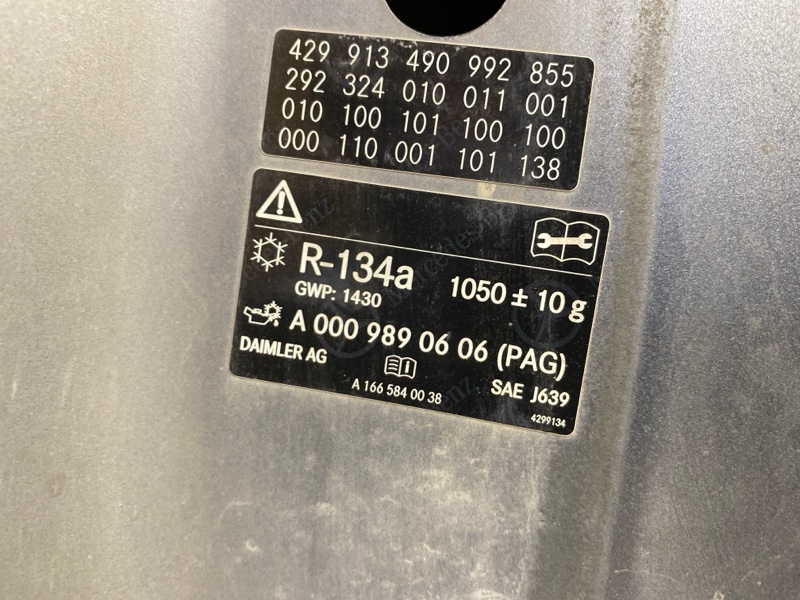 429 913 490 992 855
292 324 010 011 001
010 100 101 100 100
000 110 001 101 138
R-134a 1050 ± 10 g
GWP: 1430
A 000 989 06 06 (PAG)
DAIMLER AG
SAE J639
A 166 584 00 38
4299134
Mercedes-Benz